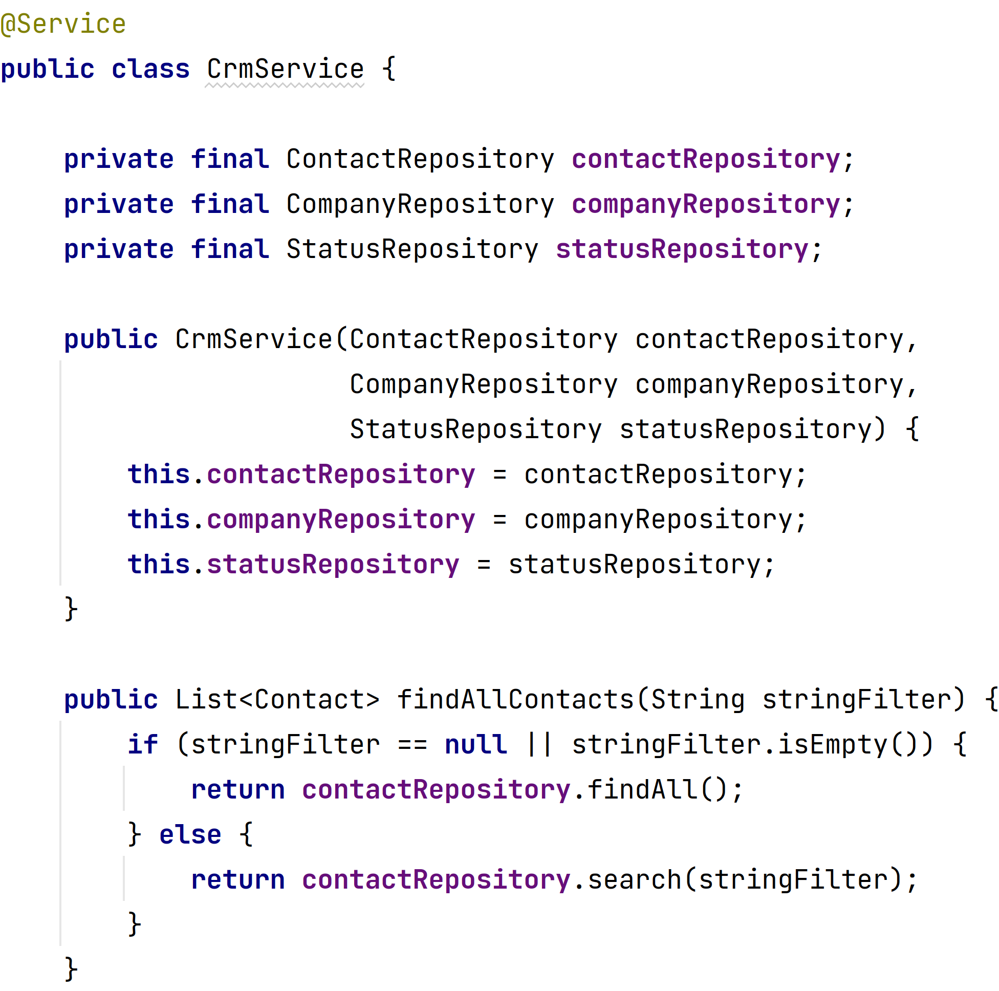 @Service
public class CrmService {
    private final ContactRepository contactRepository;
    private final CompanyRepository companyRepository;
    private final StatusRepository statusRepository;
    public CrmService(ContactRepository contactRepository,
                      CompanyRepository companyRepository,
                      StatusRepository statusRepository) {
        this.contactRepository = contactRepository;
        this.companyRepository = companyRepository;
        this.statusRepository = statusRepository;
    }
    public List<Contact> findAllContacts(String stringFilter) {
        if (stringFilter == null || stringFilter.isEmpty()) {
            return contactRepository.findAll();
        } else {
            return contactRepository.search(stringFilter);
        }
    }